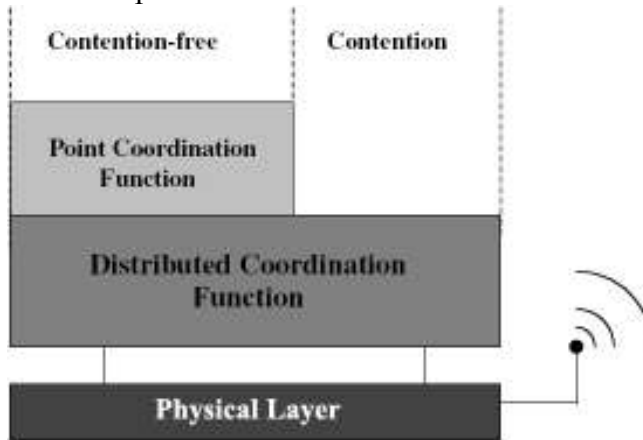 Contention-free Contention
Point Coordination
Function
Distributed Coordination
Function
Physical Layer